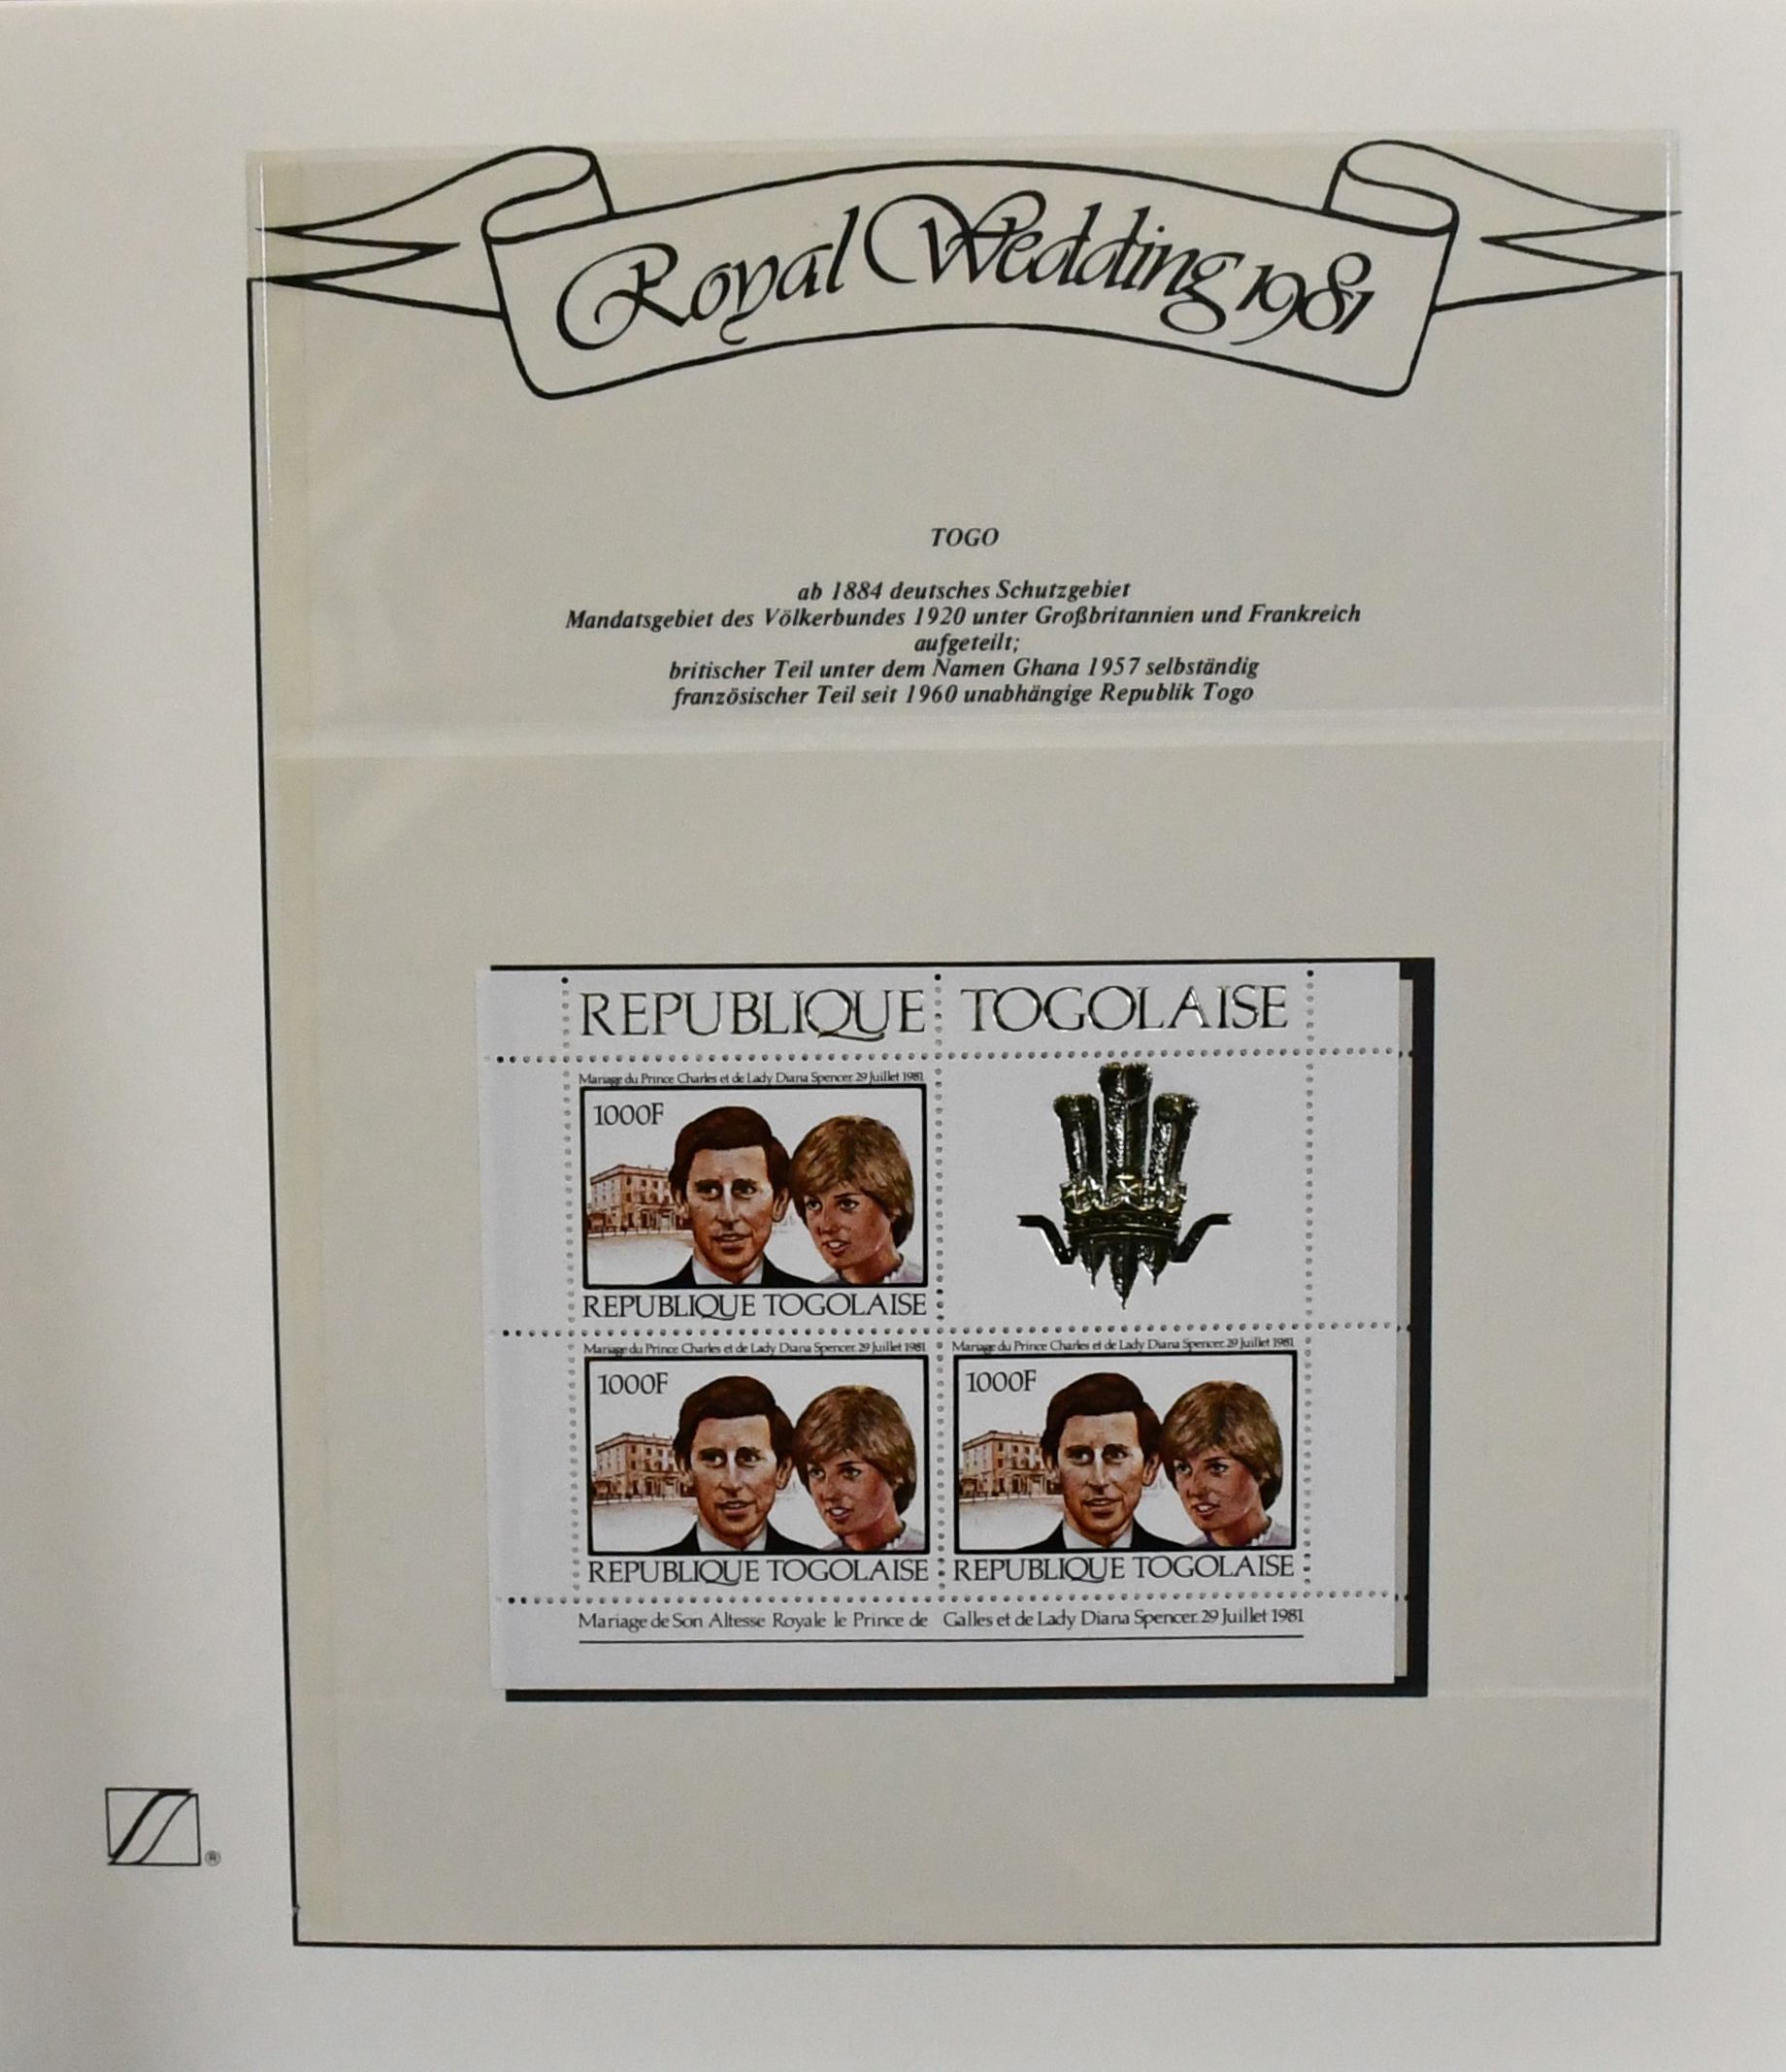 Royal Wedding 1981
TOGO
ab 1884 deutsches Schutzgebiet
Mandatsgebiet des Völkerbundes 1920 unter Großbritannien und Frankreich
aufgeteilt;
britischer Teil unter dem Namen Ghana 1957 selbständig
französischer Teil seit 1960 unabhängige Republik Togo
REPUBLIQUE TOGOLAISE
Mariage du Prince Charles et de Lady Diana Spencer. 29 Juillet 1981
1000F
REPUBLIQUE TOGOLAISE
Mariage du Prince Charles et de Lady Diana Spencer. 29 Juillet 1981
1000F
REPUBLIQUE TOGOLAISE
Mariage du Prince Charles et de Lady Diana Spencer. 29 Juillet 1981
1000F
REPUBLIQUE TOGOLAISE
Mariage de Son Altesse Royale le Prince de Galles et de Lady Diana Spencer. 29 Juillet 1981
®